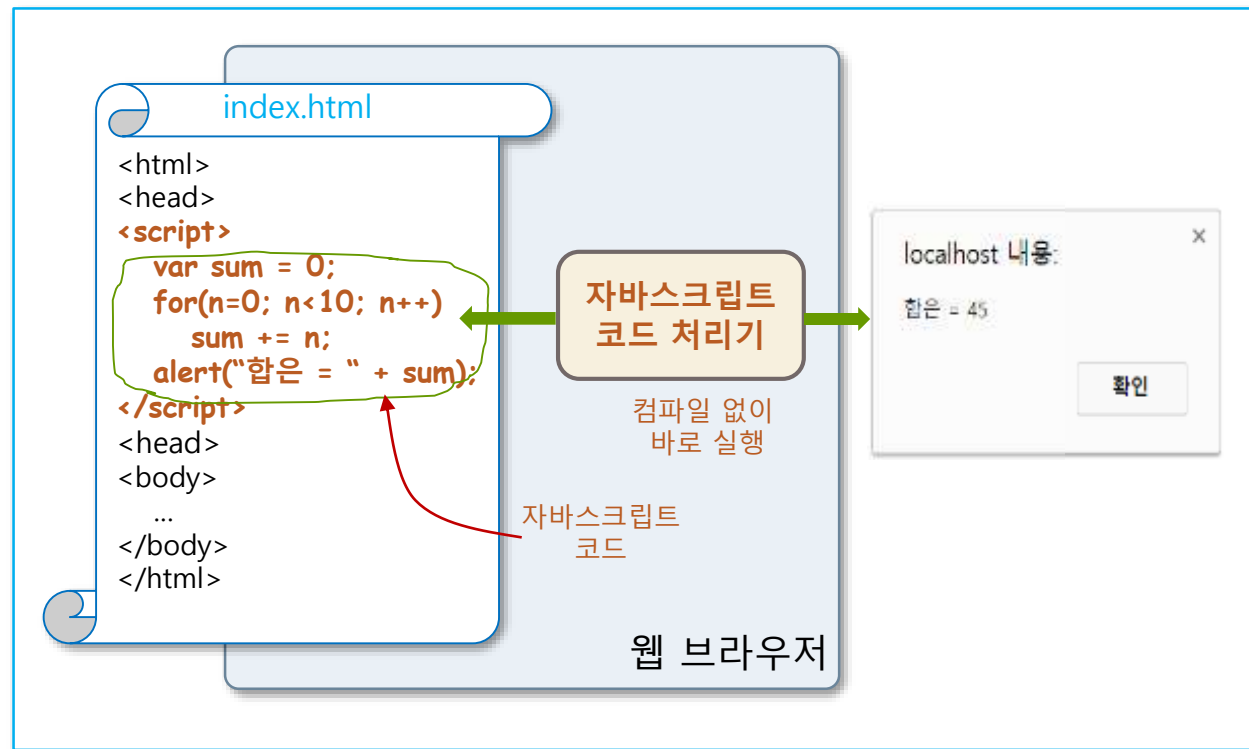 index.html
<html>
<head>
<script>
var sum = 0;
for(n=0; n<10; n++)
sum += n;
alert(“합은 = “ + sum);
</script>
<head>
<body>
...
</body>
</html>
자바스크립트
코드 처리기
컴파일 없이
바로 실행
자바스크립트
코드
웹 브라우저
localhost 내용:
×
합은 = 45
확인